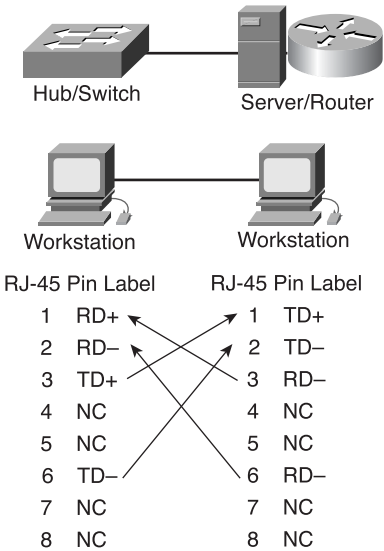 Hub/Switch
Server/Router
Workstation
Workstation
RJ-45 Pin Label
1 RD+
2 RD–
3 TD+
4 NC
5 NC
6 TD–
7 NC
8 NC
RJ-45 Pin Label
1 TD+
2 TD–
3 RD–
4 NC
5 NC
6 RD–
7 NC
8 NC